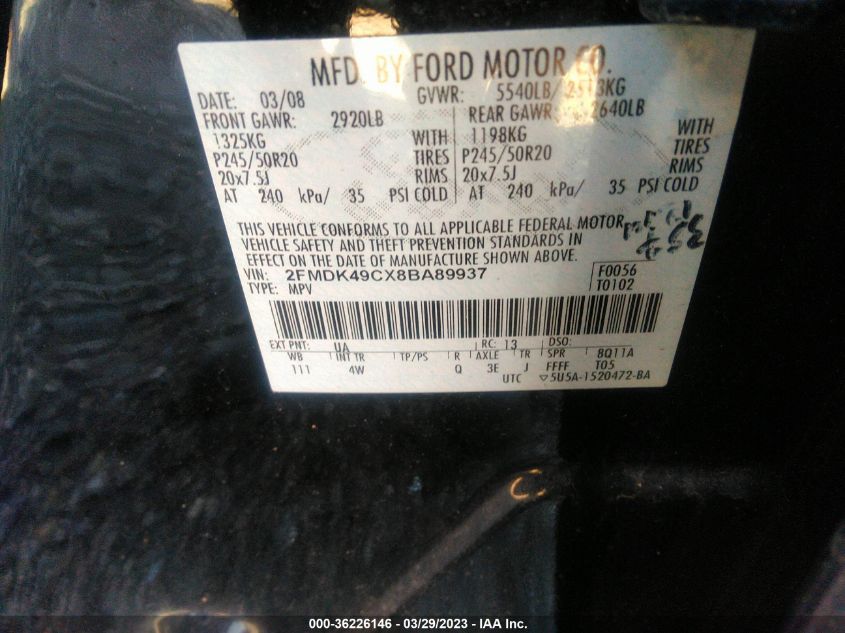 MFD. BY FORD MOTOR CO.
DATE: 03/08 GVWR: 5540LB/ 2513KG
FRONT GAWR: 2920LB REAR GAWR: 2640LB
1325KG WITH 1198KG WITH
P245/50R20 TIRES P245/50R20 TIRES
20x7.5J RIMS 20x7.5J RIMS
AT 240 kPa/ 35 PSI COLD AT 240 kPa/ 35 PSI COLD
THIS VEHICLE CONFORMS TO ALL APPLICABLE FEDERAL MOTOR
VEHICLE SAFETY AND THEFT PREVENTION STANDARDS IN
EFFECT ON THE DATE OF MANUFACTURE SHOWN ABOVE.
VIN: 2FMDK49CX8BA89937 F0056
TYPE: MPV T0102
EXT PNT: UA RC: 13 DSO:
WB INT TR TP/PS R AXLE TR SPR 8Q11A
111 4W Q 3E J FFFF T05
UTC ▽5U5A-1520472-BA
000-36226146 — 03/29/2023 — IAA Inc.